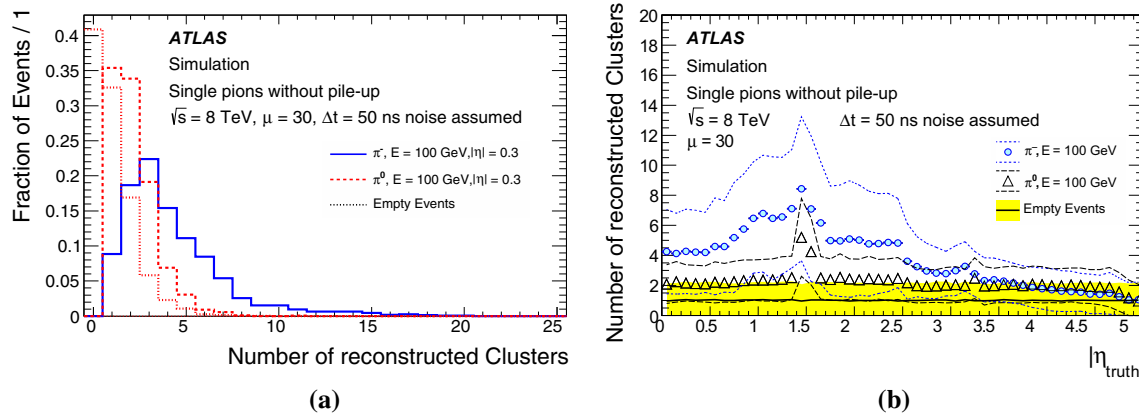 Fraction of Events / 1
0.4
0.35
0.3
0.25
0.2
0.15
0.1
0.05
0
ATLAS
Simulation
Single pions without pile-up
√s = 8 TeV, μ = 30, Δt = 50 ns noise assumed
π⁻, E = 100 GeV,|η| = 0.3
π⁰, E = 100 GeV,|η| = 0.3
Empty Events
0 5 10 15 20 25
Number of reconstructed Clusters
(a)
Number of reconstructed Clusters
20
18
16
14
12
10
8
6
4
2
0
ATLAS
Simulation
Single pions without pile-up
√s = 8 TeV Δt = 50 ns noise assumed
μ = 30
π⁻, E = 100 GeV
π⁰, E = 100 GeV
Empty Events
0 0.5 1 1.5 2 2.5 3 3.5 4 4.5 5
|η_truth
(b)